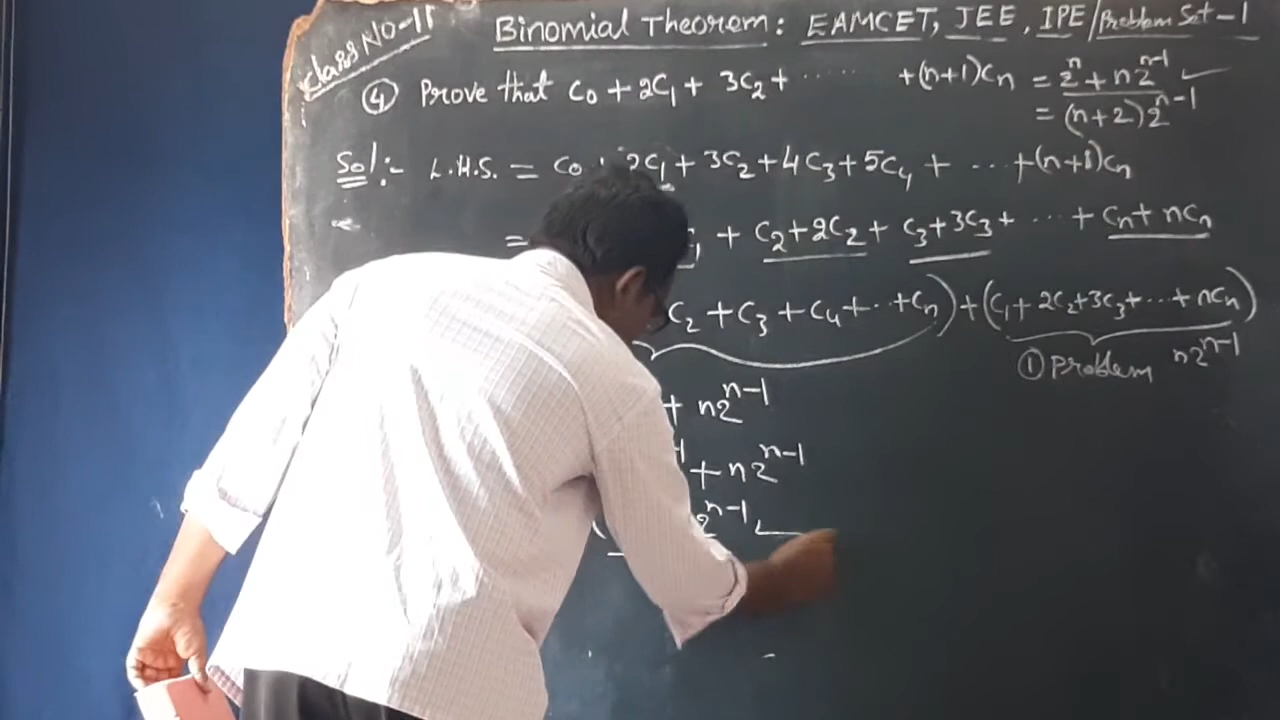 Class NO-11
Binomial Theorem: EAMCET, JEE, IPE/Problem Set-1
④ Prove that C₀ + 2C₁ + 3C₂ + ...... + (n+1)Cₙ = 2ⁿ + n2ⁿ⁻¹
= (n+2)2ⁿ⁻¹
Sol:- L.H.S. = C₀ + 2C₁ + 3C₂ + 4C₃ + 5C₄ + ... + (n+1)Cₙ
= + C₂ + 2C₂ + C₃ + 3C₃ + ... + Cₙ + nCₙ
C₂ + C₃ + C₄ + .. + Cₙ) + (C₁ + 2C₂ + 3C₃ + ... + nCₙ)
① Problem n2ⁿ⁻¹
+ n2ⁿ⁻¹
+ n2ⁿ⁻¹
2ⁿ⁻¹